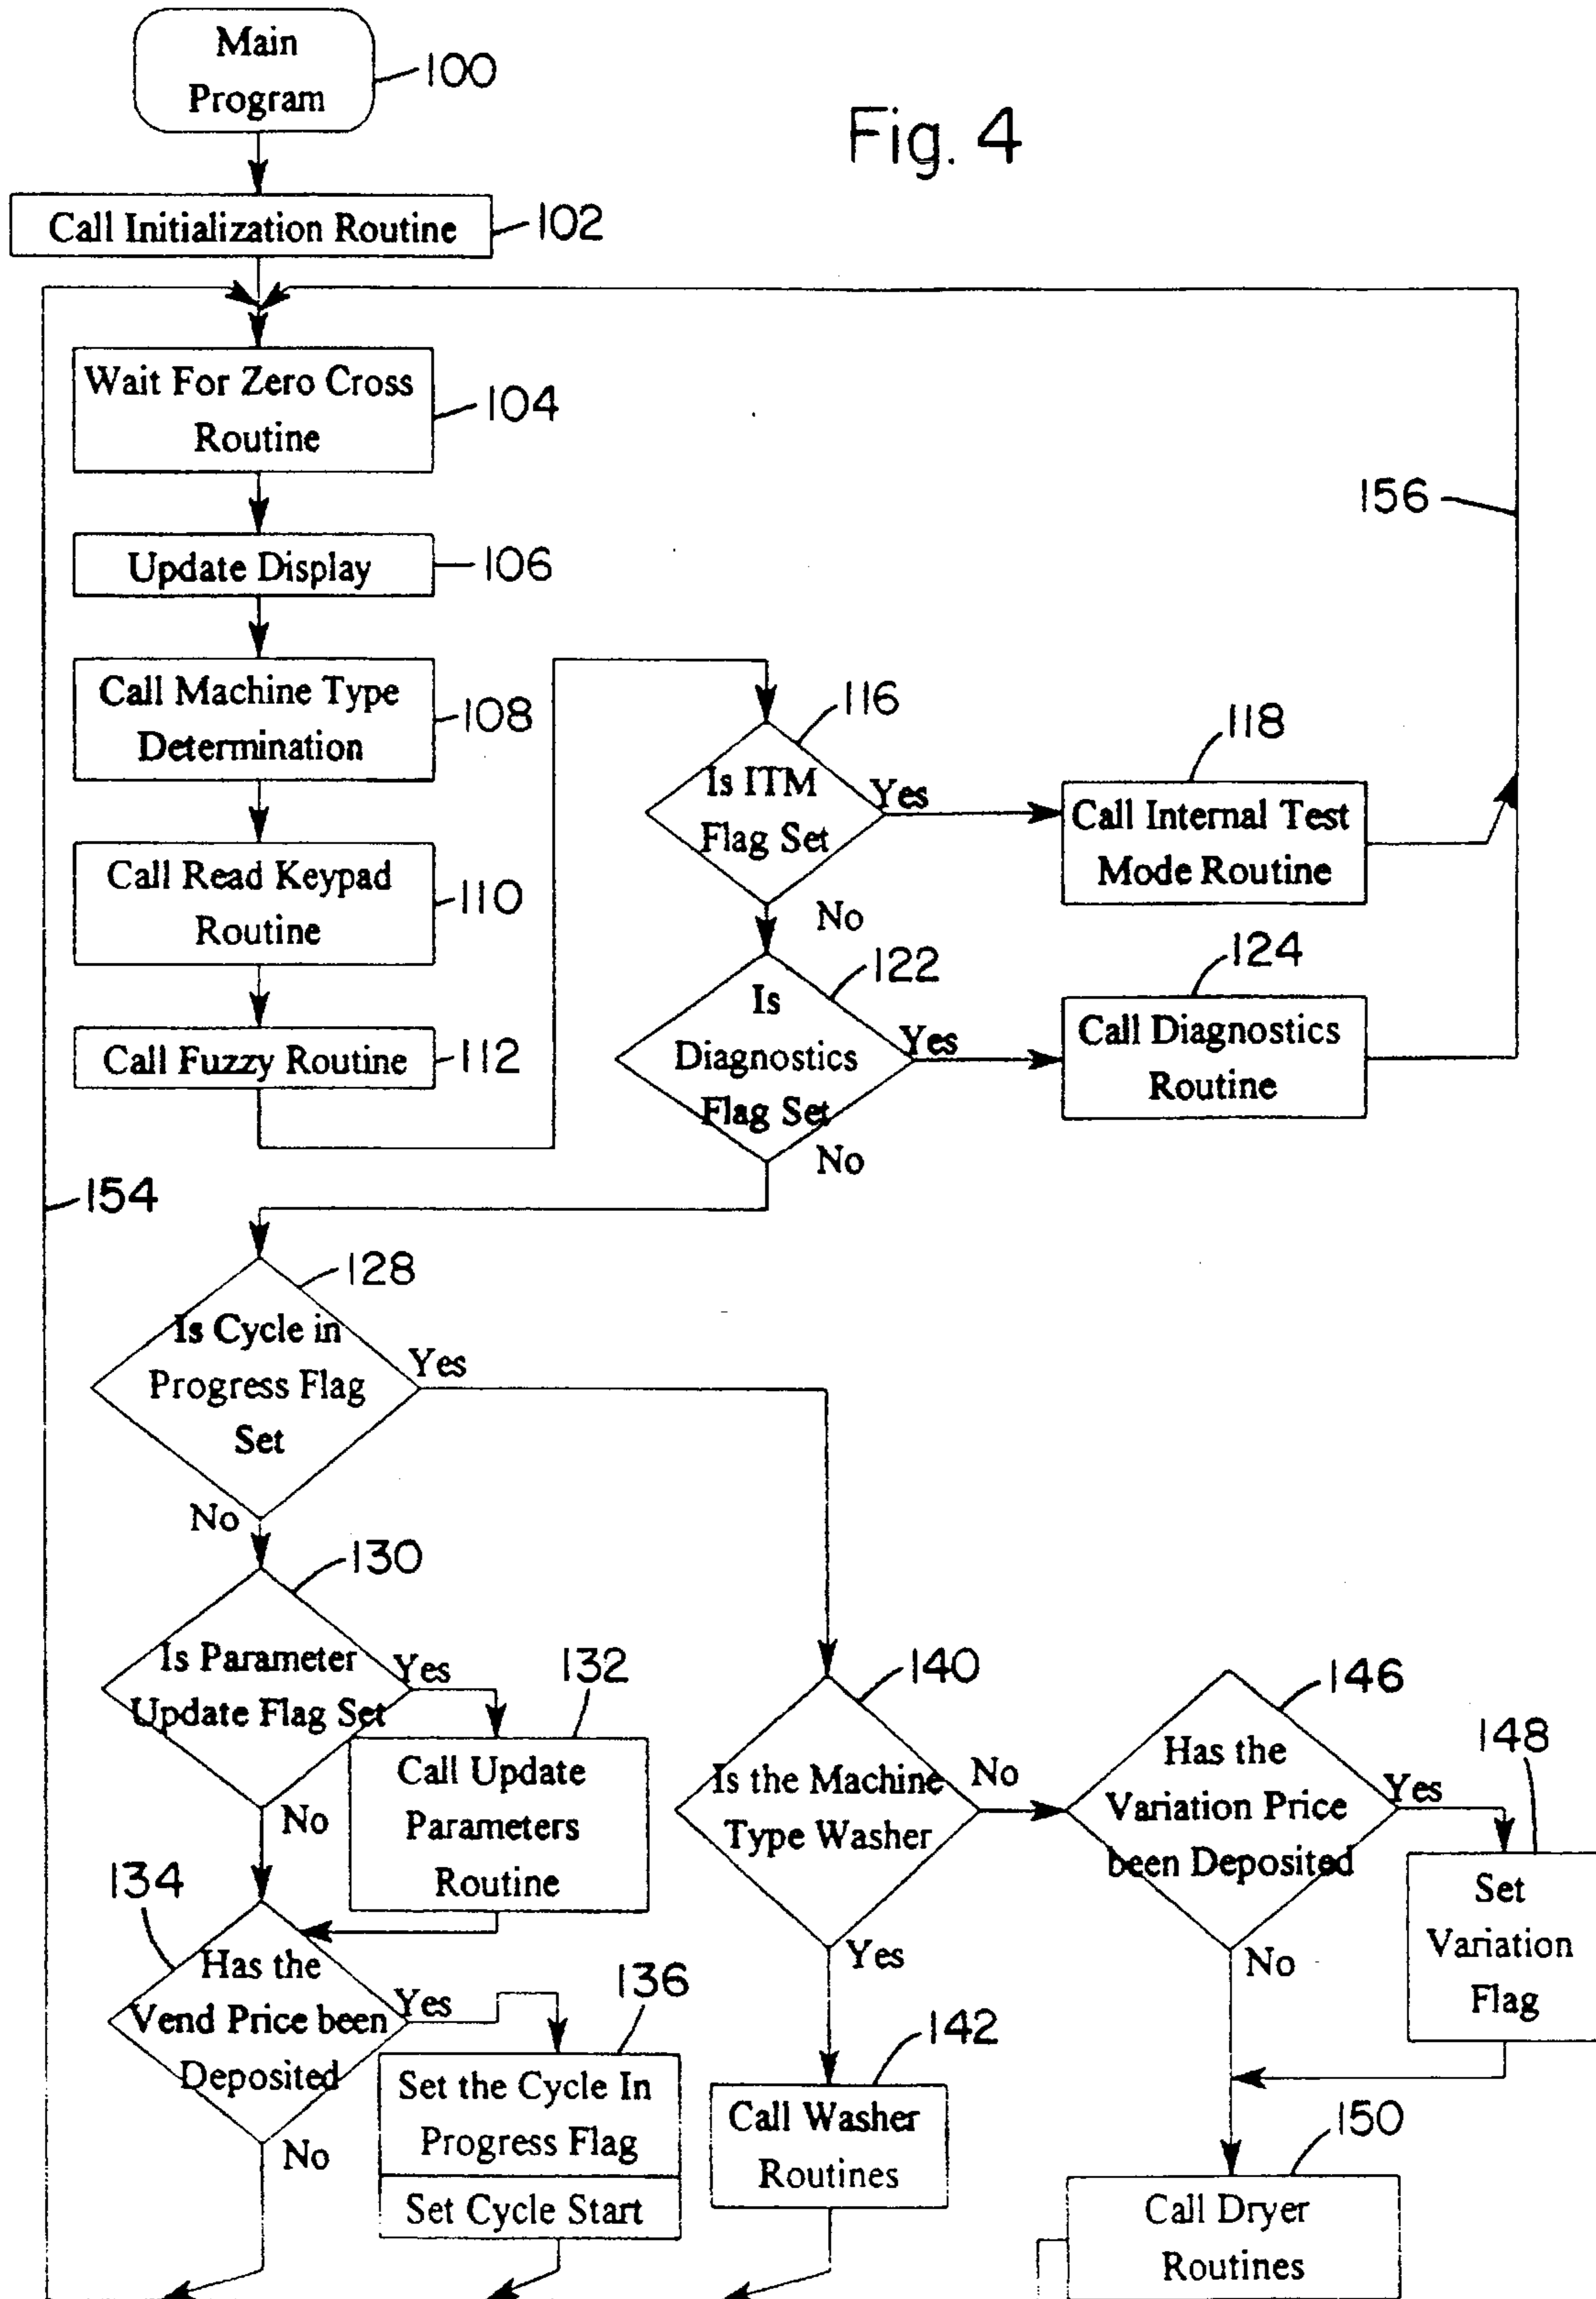 Main
Program
100
Fig. 4
Call Initialization Routine
102
Wait For Zero Cross
Routine
104
156
Update Display
106
Call Machine Type
Determination
108
116
Is ITM
Flag Set
Yes
No
118
Call Internal Test
Mode Routine
Call Read Keypad
Routine
110
122
Is
Diagnostics
Flag Set
Yes
No
124
Call Diagnostics
Routine
Call Fuzzy Routine
112
154
128
Is Cycle in
Progress Flag
Set
Yes
No
130
Is Parameter
Update Flag Set
Yes
No
132
Call Update
Parameters
Routine
134
Has the
Vend Price been
Deposited
Yes
No
136
Set the Cycle In
Progress Flag
Set Cycle Start
140
Is the Machine
Type Washer
No
Yes
142
Call Washer
Routines
146
Has the
Variation Price
been Deposited
Yes
No
148
Set
Variation
Flag
150
Call Dryer
Routines